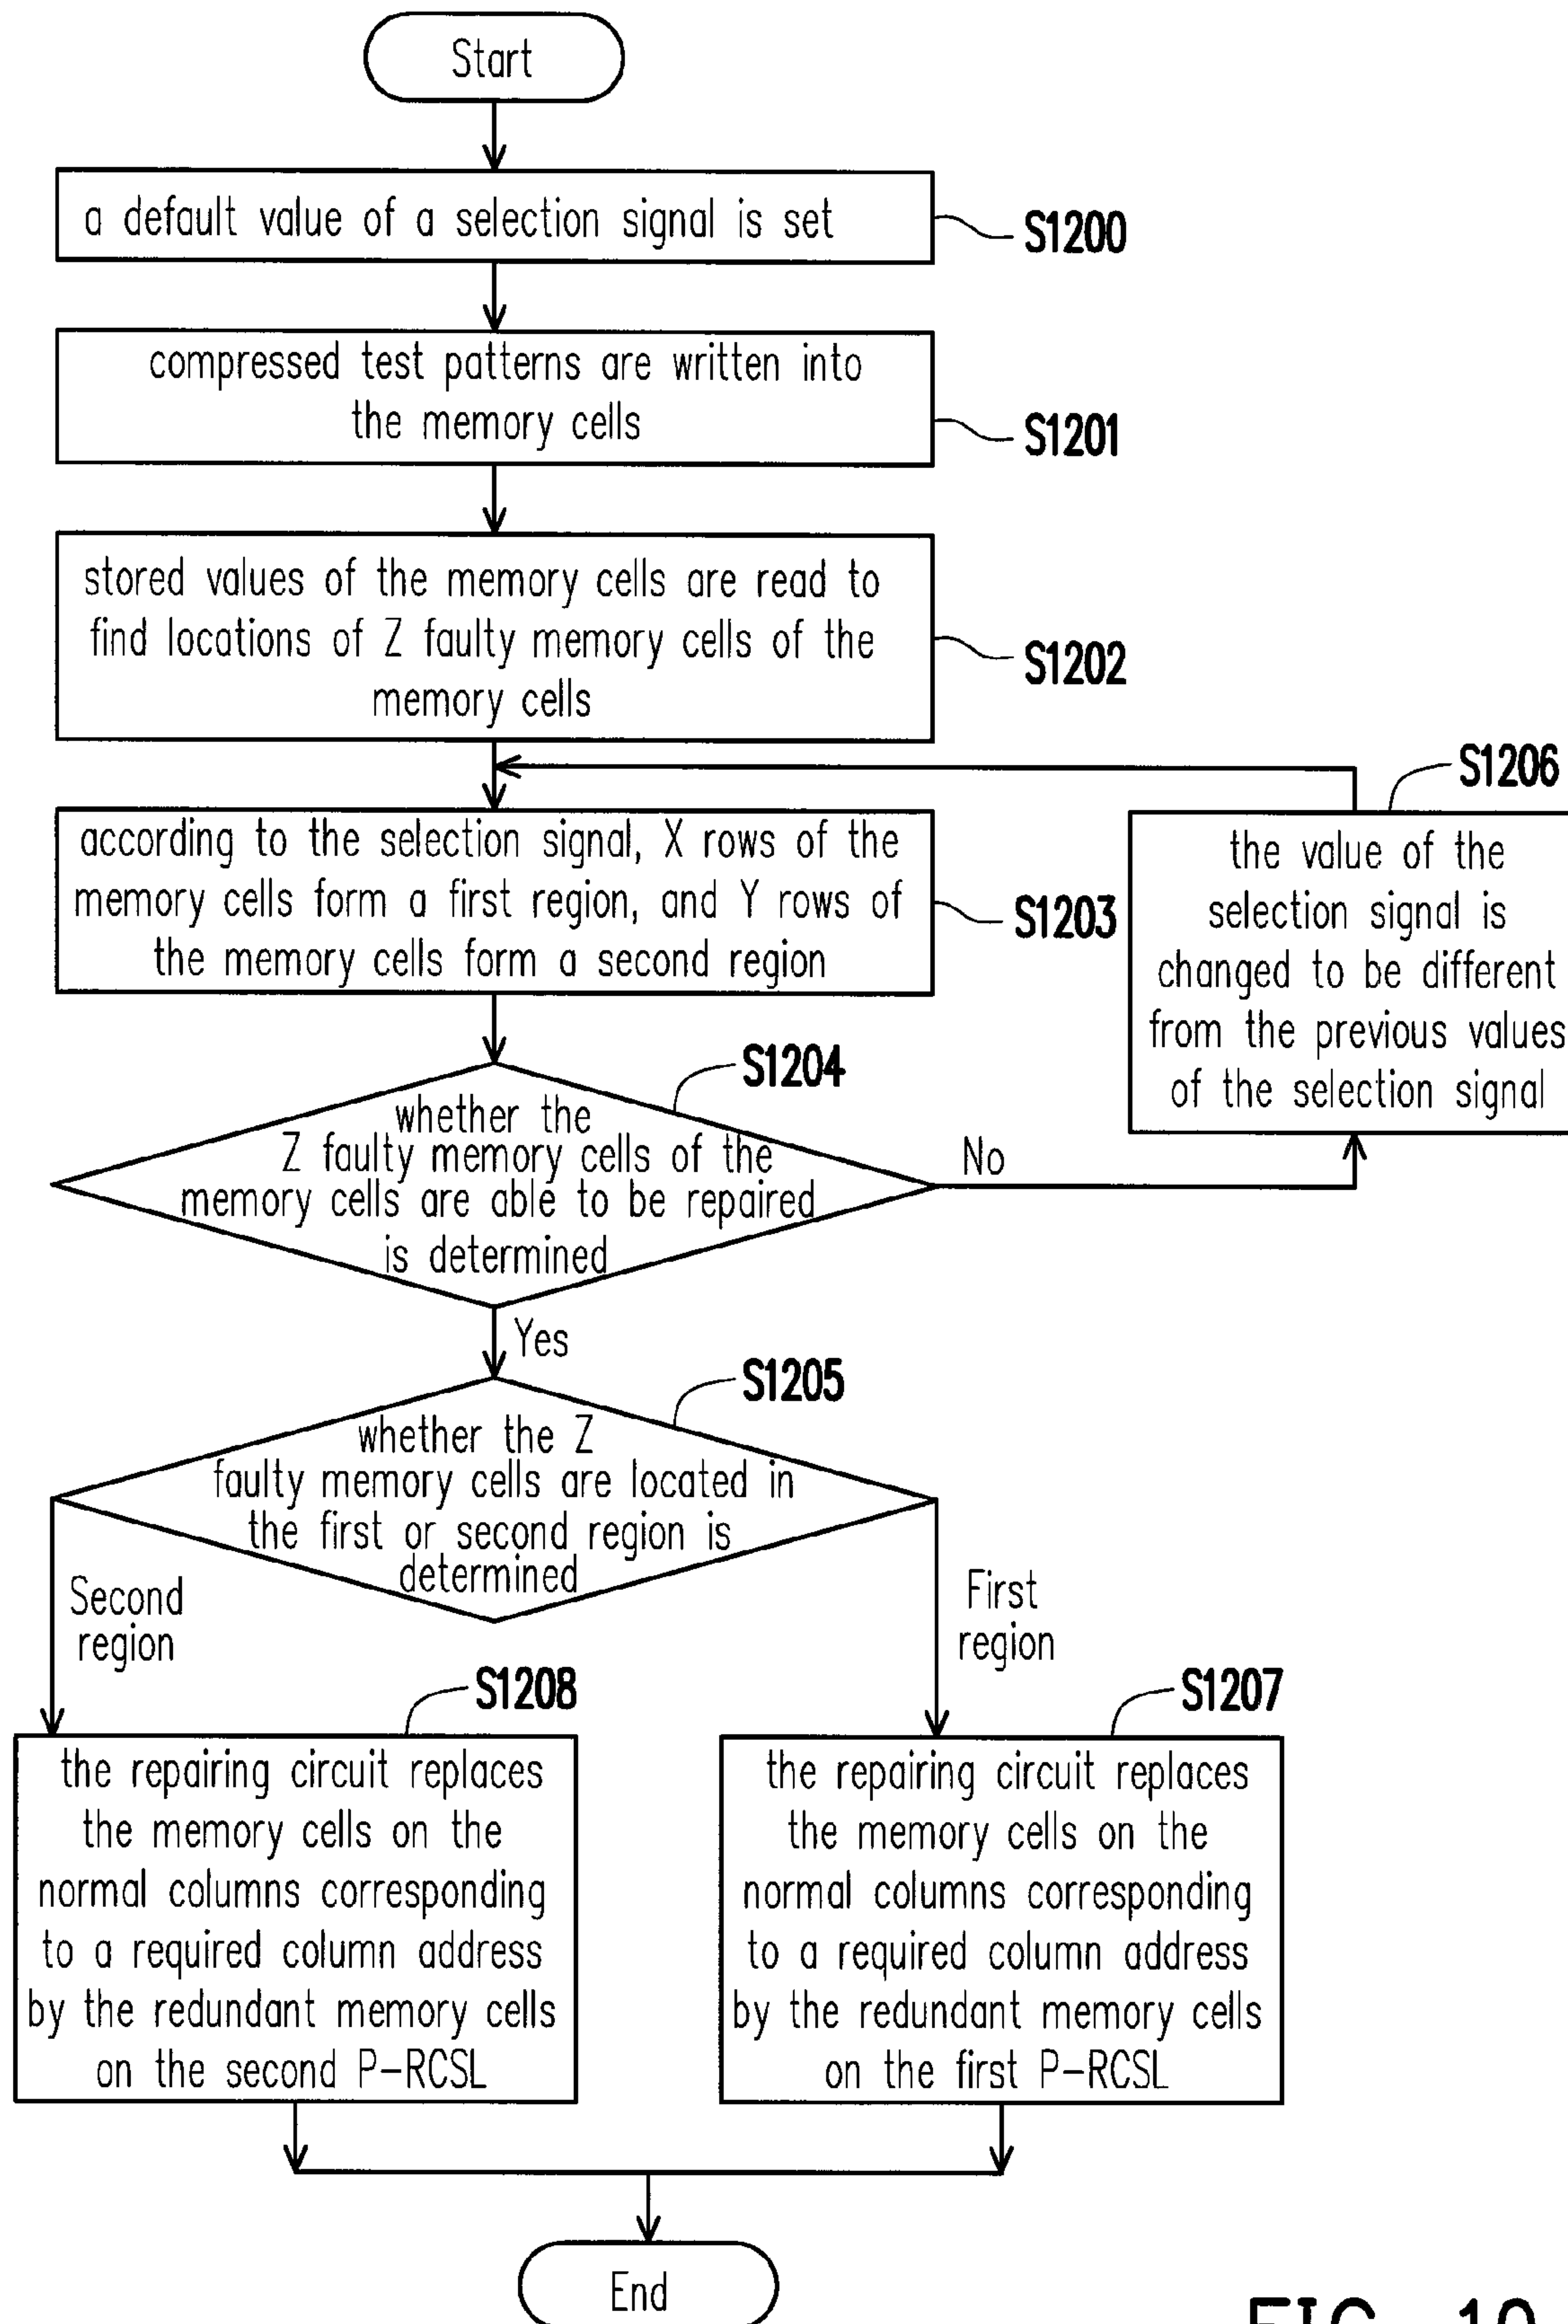 Start
a default value of a selection signal is set
S1200
compressed test patterns are written into
the memory cells
S1201
stored values of the memory cells are read to
find locations of Z faulty memory cells of the
memory cells
S1202
according to the selection signal, X rows of the
memory cells form a first region, and Y rows of
the memory cells form a second region
S1203
S1206
the value of the
selection signal is
changed to be different
from the previous values
of the selection signal
S1204
whether the
Z faulty memory cells of the
memory cells are able to be repaired
is determined
No
Yes
S1205
whether the Z
faulty memory cells are located in
the first or second region is
determined
Second
region
First
region
S1208
the repairing circuit replaces
the memory cells on the
normal columns corresponding
to a required column address
by the redundant memory cells
on the second P-RCSL
S1207
the repairing circuit replaces
the memory cells on the
normal columns corresponding
to a required column address
by the redundant memory cells
on the first P-RCSL
End